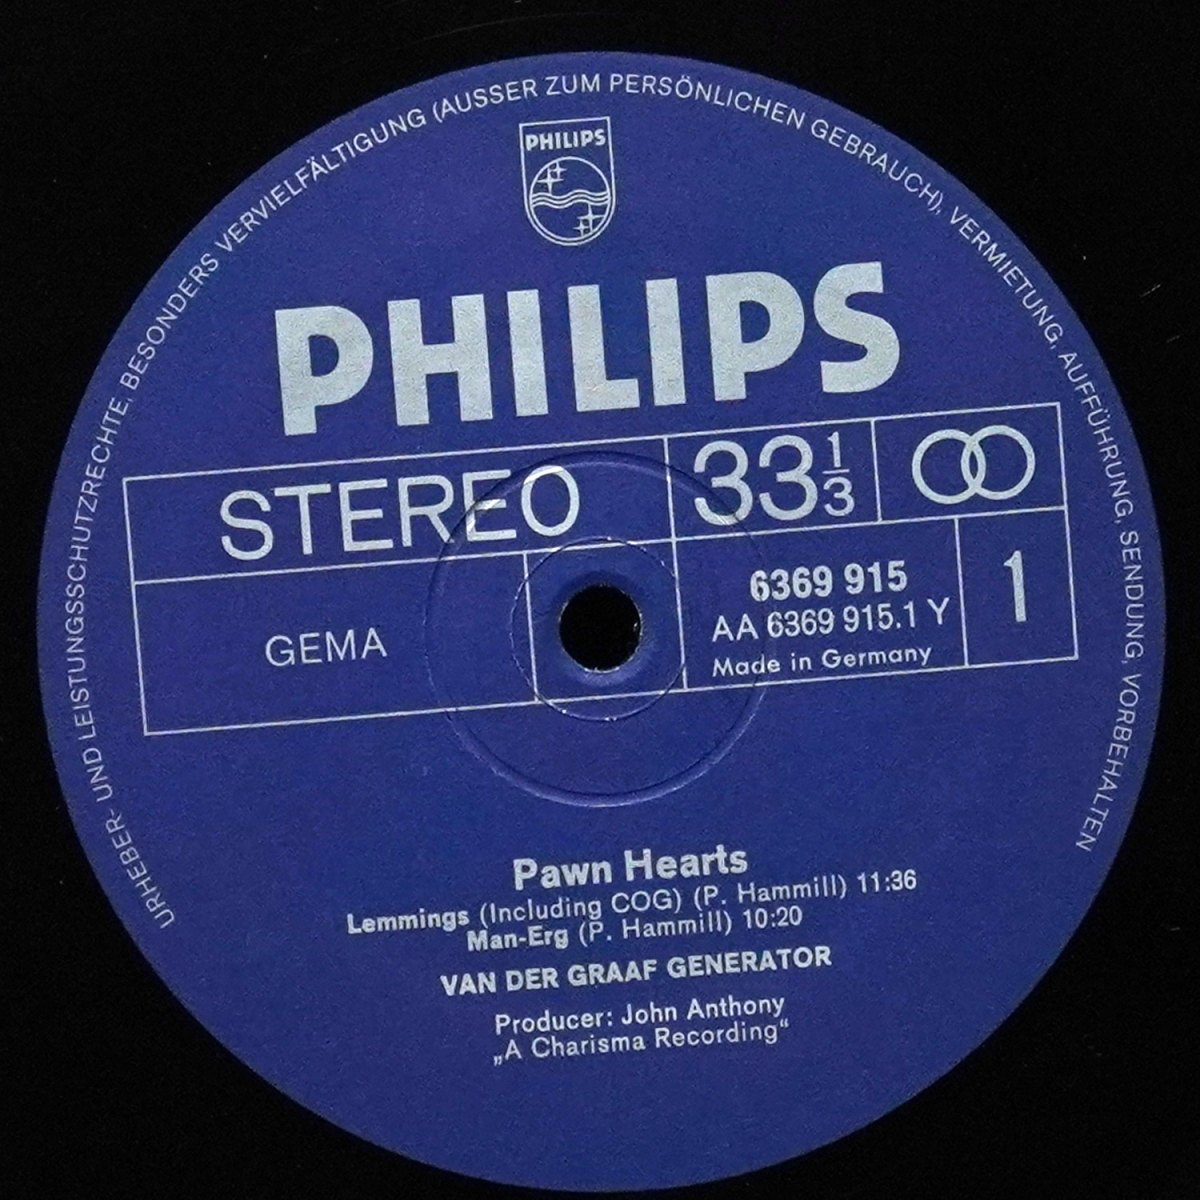 URHEBER- UND LEISTUNGSSCHUTZRECHTE, BESONDERS VERVIELFÄLTIGUNG (AUSSER ZUM PERSÖNLICHEN GEBRAUCH), VERMIETUNG, AUFFÜHRUNG, SENDUNG, VORBEHALTEN
PHILIPS
PHILIPS
STEREO
33 1/3
GEMA
6369 915
AA 6369 915.1 Y
Made in Germany
1
Pawn Hearts
Lemmings (Including COG) (P. Hammill) 11:36
Man-Erg (P. Hammill) 10:20
VAN DER GRAAF GENERATOR
Producer: John Anthony
„A Charisma Recording“